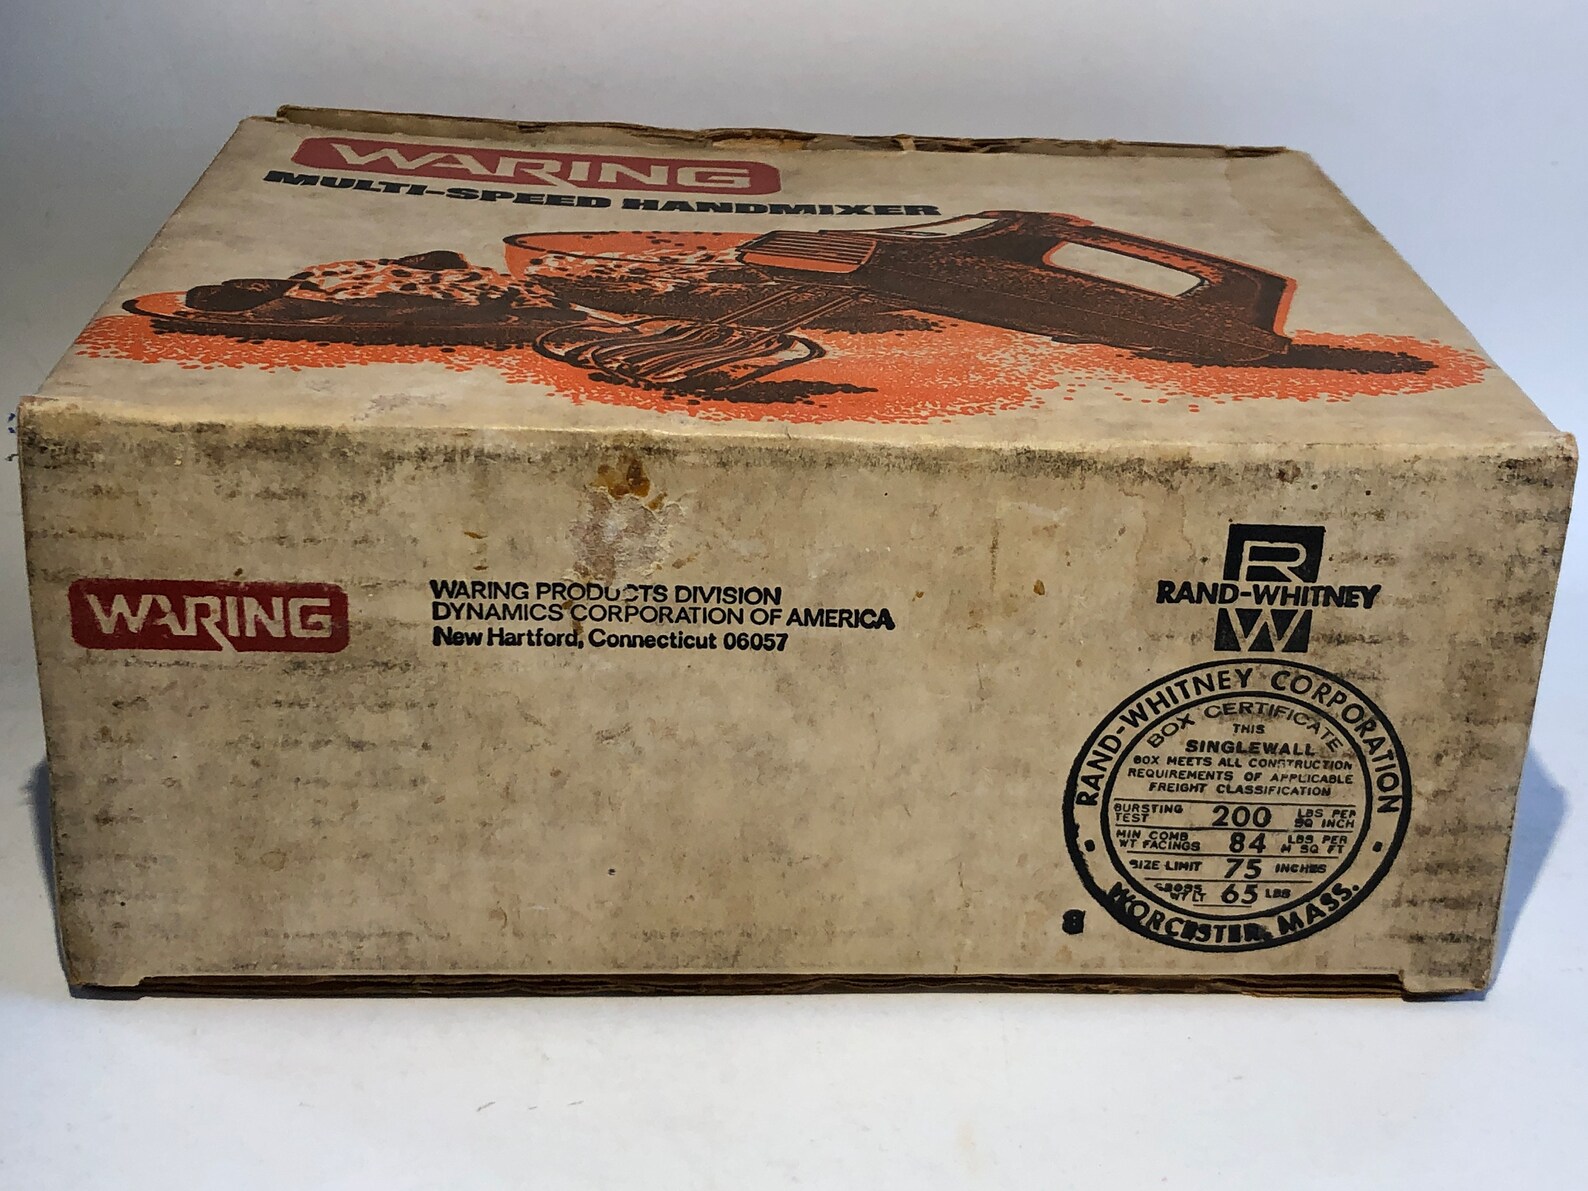 WARING
MULTI-SPEED HANDMIXER
WARING
WARING PRODUCTS DIVISION
DYNAMICS CORPORATION OF AMERICA
New Hartford, Connecticut 06057
R
RAND-WHITNEY
W
RAND-WHITNEY CORPORATION
BOX CERTIFICATE
THIS
SINGLEWALL
BOX MEETS ALL CONSTRUCTION
REQUIREMENTS OF APPLICABLE
FREIGHT CLASSIFICATION
BURSTING TEST 200 LBS PER SQ INCH
MIN COMB WT FACINGS 84 LBS PER M SQ FT
SIZE LIMIT 75 INCHES
GROSS WT LT 65 LBS
WORCESTER, MASS.
8